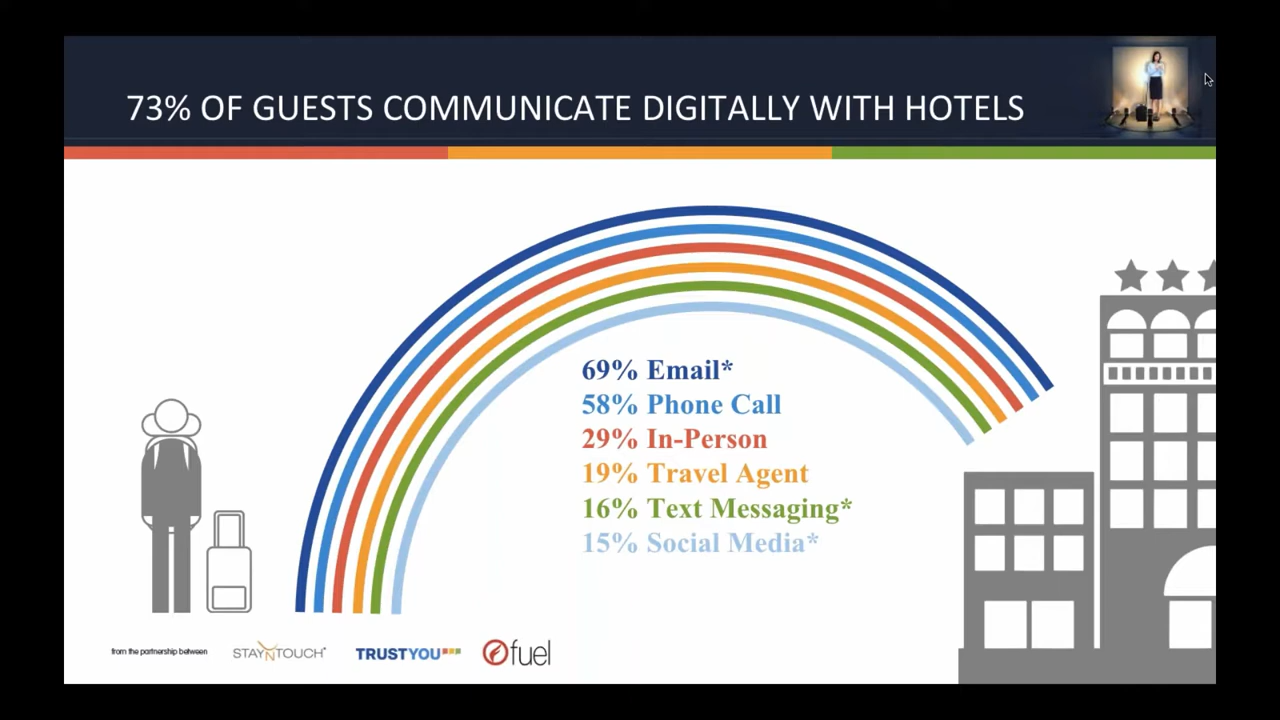 73% OF GUESTS COMMUNICATE DIGITALLY WITH HOTELS
69% Email*
58% Phone Call
29% In-Person
19% Travel Agent
16% Text Messaging*
15% Social Media*
from the partnership between STAYNTOUCH® TRUSTYOU fuel